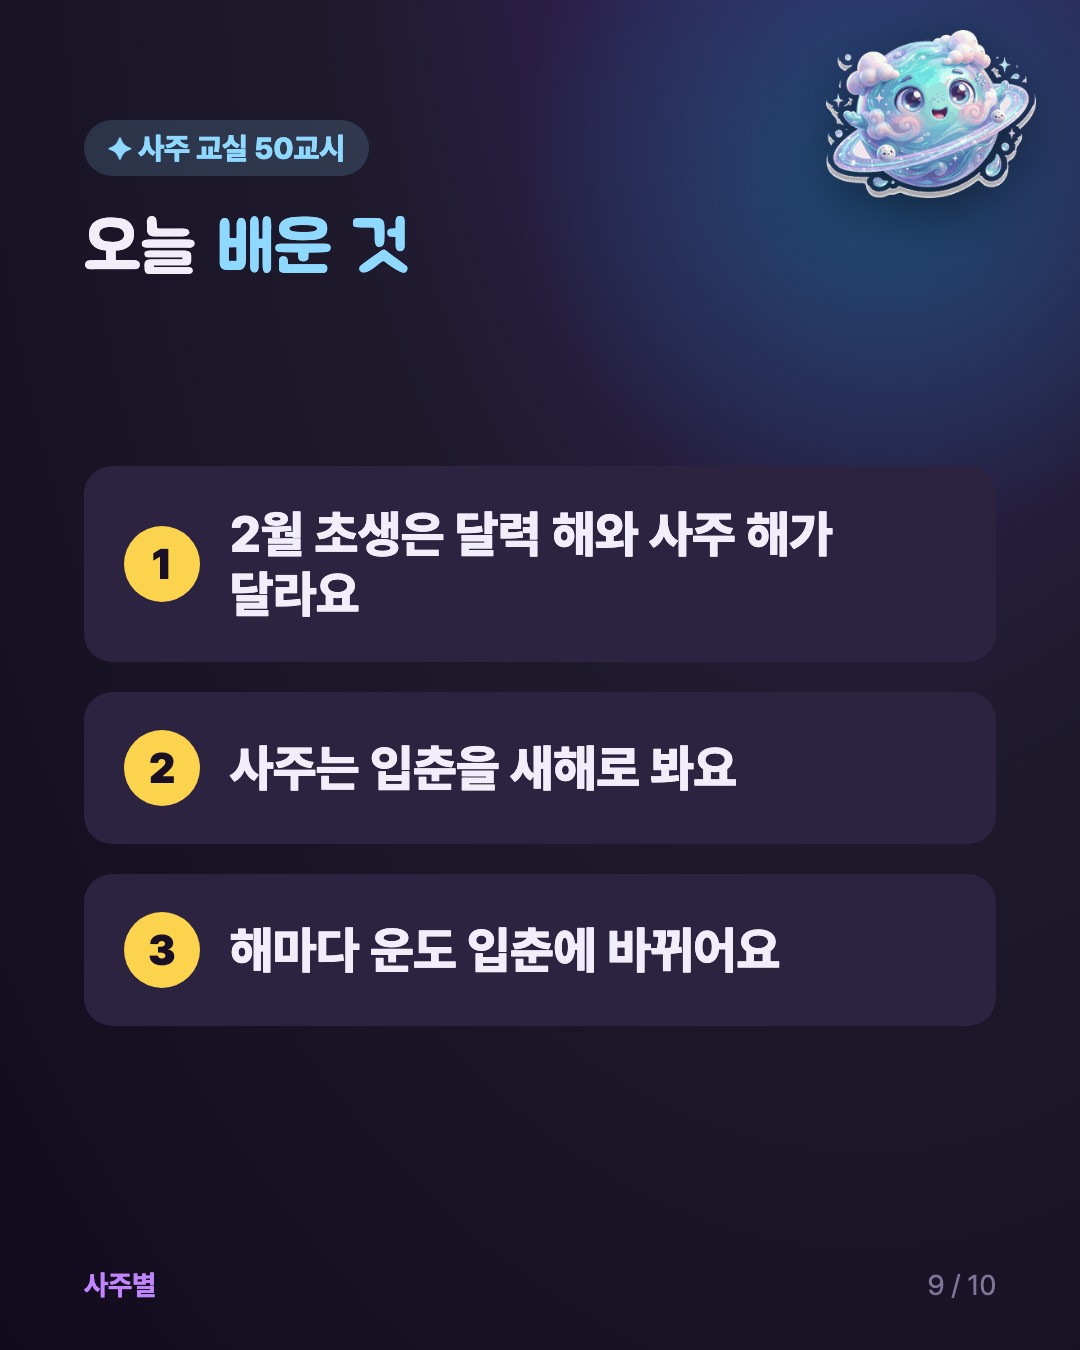 ✦ 사주 교실 50교시
오늘 배운 것
1
2월 초생은 달력 해와 사주 해가
달라요
2
사주는 입춘을 새해로 봐요
3
해마다 운도 입춘에 바뀌어요
사주별
9 / 10